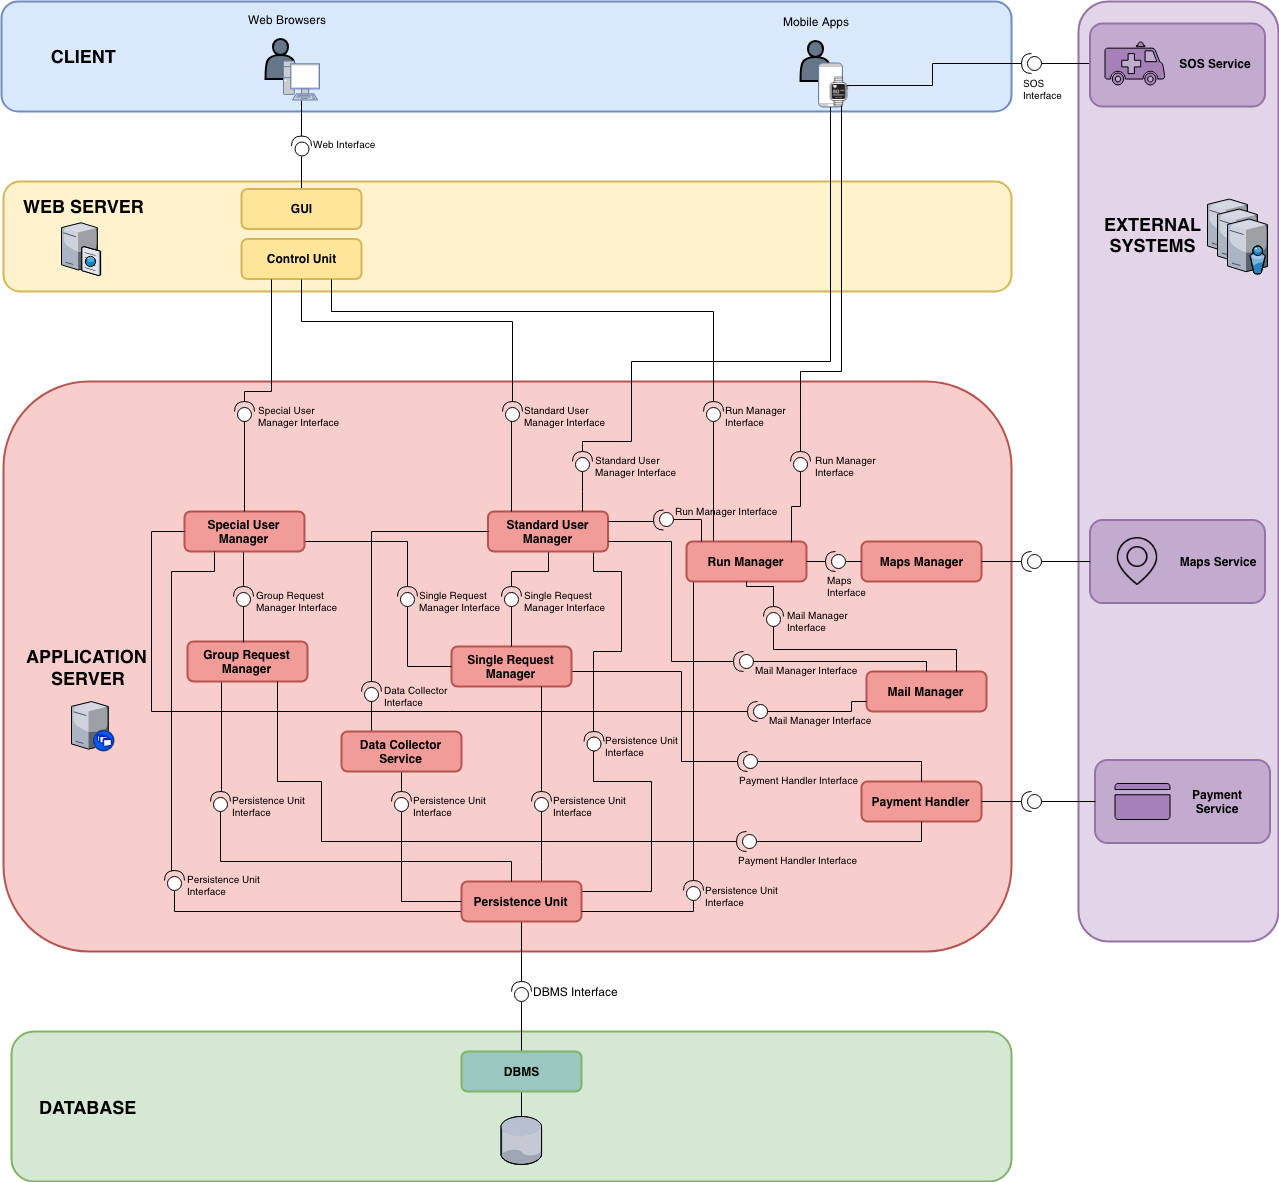 Web Browsers
Mobile Apps
CLIENT
SOS Service
SOS
Interface
Web Interface
WEB SERVER
GUI
Control Unit
EXTERNAL
SYSTEMS
Special User
Manager Interface
Standard User
Manager Interface
Run Manager
Interface
Standard User
Manager Interface
Run Manager
Interface
Run Manager Interface
Special User
Manager
Standard User
Manager
Run Manager
Maps Manager
Maps Service
Maps
Interface
Group Request
Manager Interface
Single Request
Manager Interface
Single Request
Manager Interface
Mail Manager
Interface
APPLICATION
SERVER
Group Request
Manager
Single Request
Manager
Mail Manager Interface
Mail Manager
Data Collector
Interface
Mail Manager Interface
Data Collector
Service
Persistence Unit
Interface
Payment Handler Interface
Persistence Unit
Interface
Persistence Unit
Interface
Persistence Unit
Interface
Payment Handler
Payment
Service
Payment Handler Interface
Persistence Unit
Interface
Persistence Unit
Interface
Persistence Unit
DBMS Interface
DBMS
DATABASE